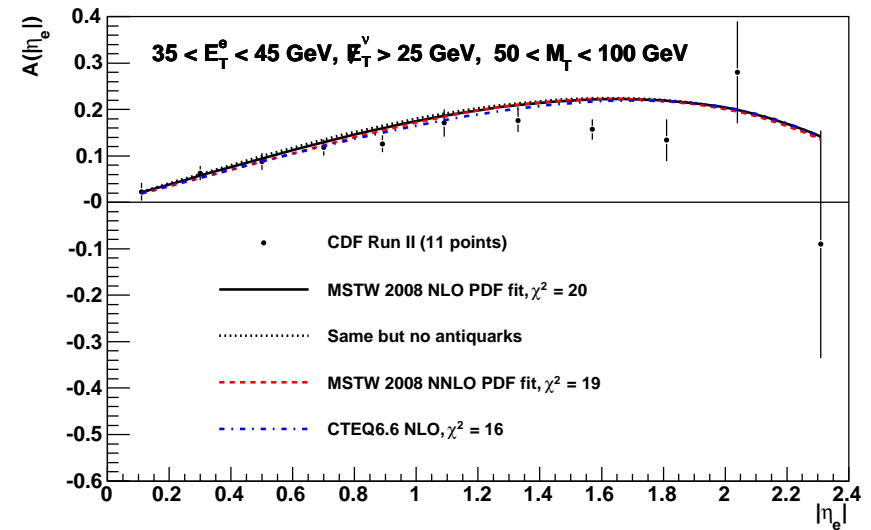 A(|η_e|)
35 < E_T^e < 45 GeV, E̸_T^ν > 25 GeV, 50 < M_T < 100 GeV
0.4
0.3
0.2
0.1
-0
-0.1
-0.2
-0.3
-0.4
-0.5
-0.6
CDF Run II (11 points)
MSTW 2008 NLO PDF fit, χ² = 20
Same but no antiquarks
MSTW 2008 NNLO PDF fit, χ² = 19
CTEQ6.6 NLO, χ² = 16
0 0.2 0.4 0.6 0.8 1 1.2 1.4 1.6 1.8 2 2.2 2.4
|η_e|